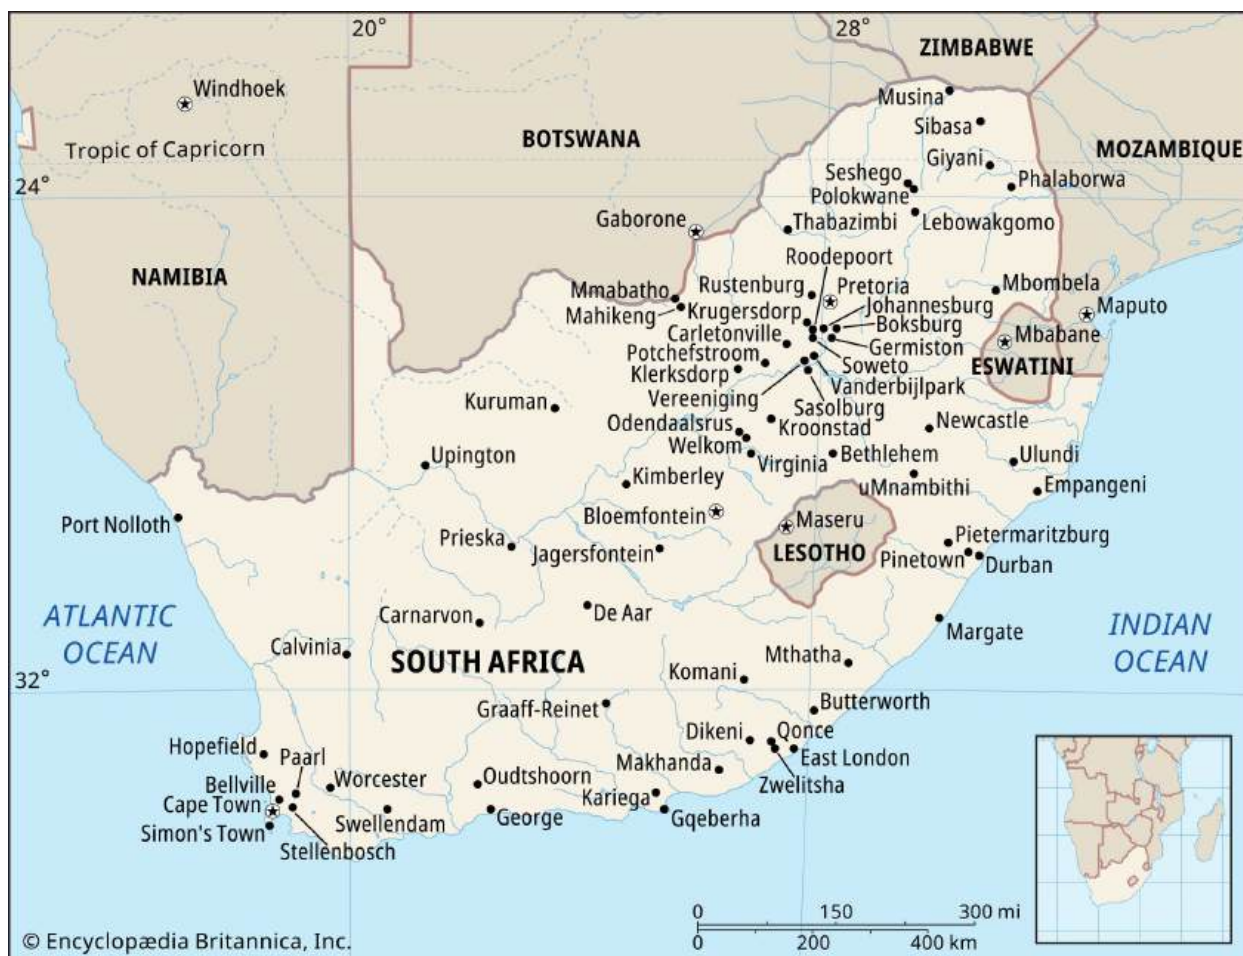 20°
28°
ZIMBABWE
Windhoek
Musina
Sibasa
BOTSWANA
Tropic of Capricorn
MOZAMBIQUE
Giyani
Seshego
Phalaborwa
24°
Polokwane
Gaborone
Thabazimbi
Lebowakgomo
Roodepoort
NAMIBIA
Rustenburg
Pretoria
Mbombela
Mmabatho
Johannesburg
Maputo
Mahikeng
Krugersdorp
Boksburg
Carletonville
Germiston
Mbabane
Potchefstroom
Soweto
ESWATINI
Klerksdorp
Vanderbijlpark
Vereeniging
Kuruman
Sasolburg
Odendaalsrus
Kroonstad
Newcastle
Welkom
Upington
Virginia
Bethlehem
Ulundi
Kimberley
uMnambithi
Empangeni
Port Nolloth
Bloemfontein
Maseru
Prieska
Jagersfontein
LESOTHO
Pietermaritzburg
Pinetown
Durban
ATLANTIC
OCEAN
Carnarvon
De Aar
Margate
INDIAN
OCEAN
Calvinia
SOUTH AFRICA
Mthatha
Komani
32°
Graaff-Reinet
Butterworth
Dikeni
Qonce
Hopefield
Paarl
East London
Makhanda
Zwelitsha
Bellville
Worcester
Oudtshoorn
Cape Town
Kariega
Simon's Town
Swellendam
George
Gqeberha
Stellenbosch
0 150 300 mi
0 200 400 km
© Encyclopædia Britannica, Inc.